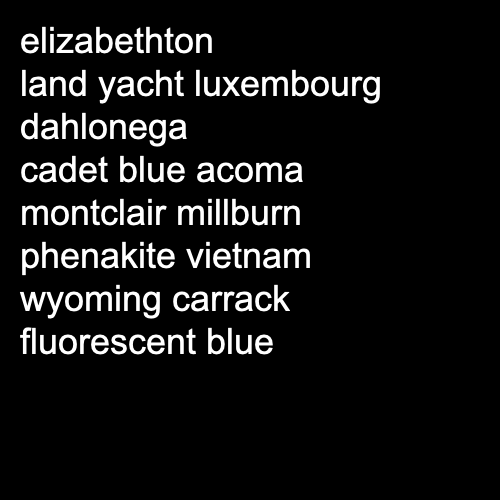 elizabethton
land yacht luxembourg
dahlonega
cadet blue acoma
montclair millburn
phenakite vietnam
wyoming carrack
fluorescent blue